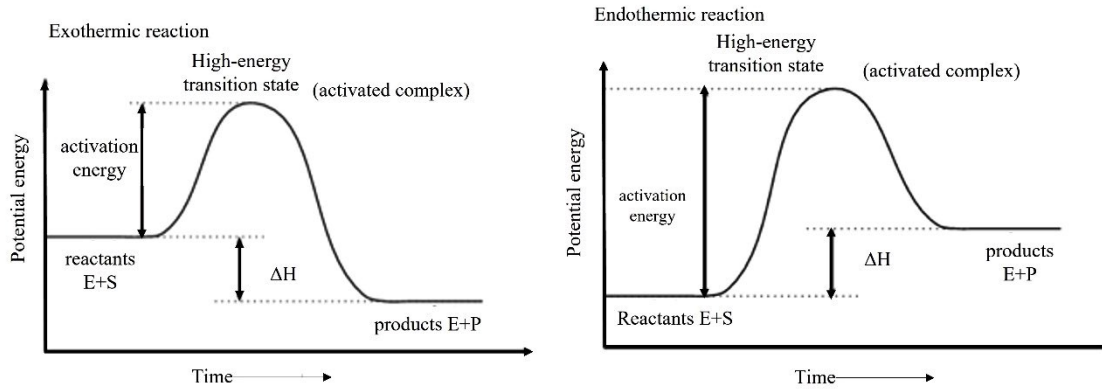 Exothermic reaction
High-energy
transition state
(activated complex)
activation
energy
Potential energy
reactants
E+S
ΔH
products E+P
Time
Endothermic reaction
High-energy
transition state
(activated complex)
activation
energy
Potential energy
ΔH
products
E+P
Reactants E+S
Time